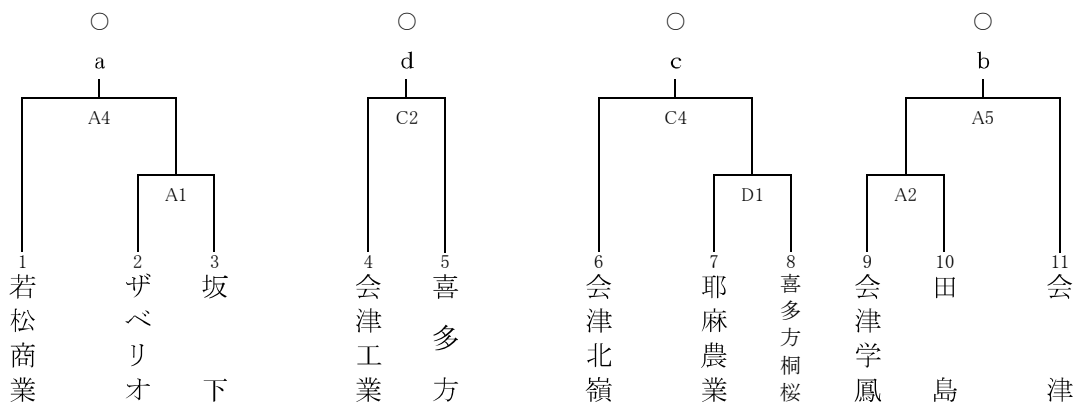 ○ ○ ○ ○
a d c b
A4 C2 C4 A5
A1 D1 A2
1 2 3 4 5 6 7 8 9 10 11
若松商業
ザベリオ
坂下
会津工業
喜多方
会津北嶺
耶麻農業
喜多方桐桜
会津学鳳
田島
会津